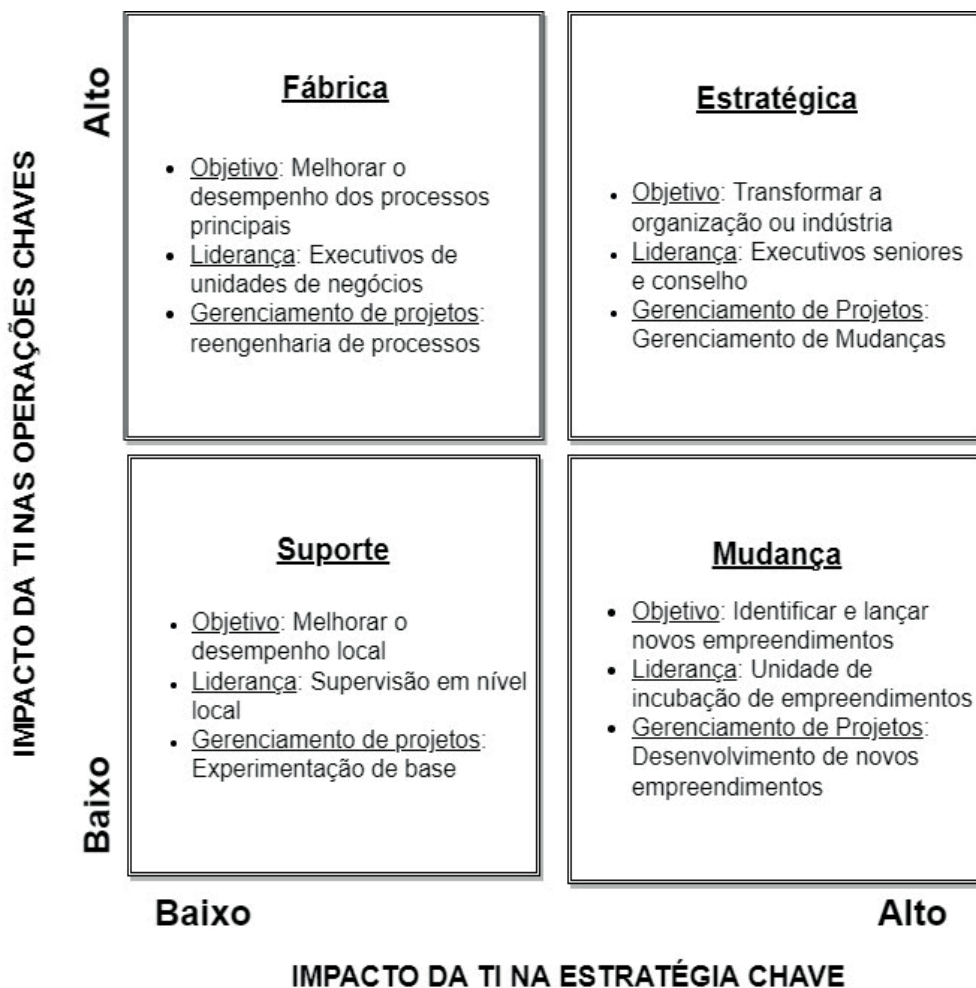 IMPACTO DA TI NAS OPERAÇÕES CHAVES
Alto
Fábrica
• Objetivo: Melhorar o
desempenho dos processos
principais
• Liderança: Executivos de
unidades de negócios
• Gerenciamento de projetos:
reengenharia de processos
Estratégica
• Objetivo: Transformar a
organização ou indústria
• Liderança: Executivos seniores
e conselho
• Gerenciamento de Projetos:
Gerenciamento de Mudanças
Baixo
Suporte
• Objetivo: Melhorar o
desempenho local
• Liderança: Supervisão em nível
local
• Gerenciamento de projetos:
Experimentação de base
Mudança
• Objetivo: Identificar e lançar
novos empreendimentos
• Liderança: Unidade de
incubação de empreendimentos
• Gerenciamento de Projetos:
Desenvolvimento de novos
empreendimentos
Baixo
Alto
IMPACTO DA TI NA ESTRATÉGIA CHAVE